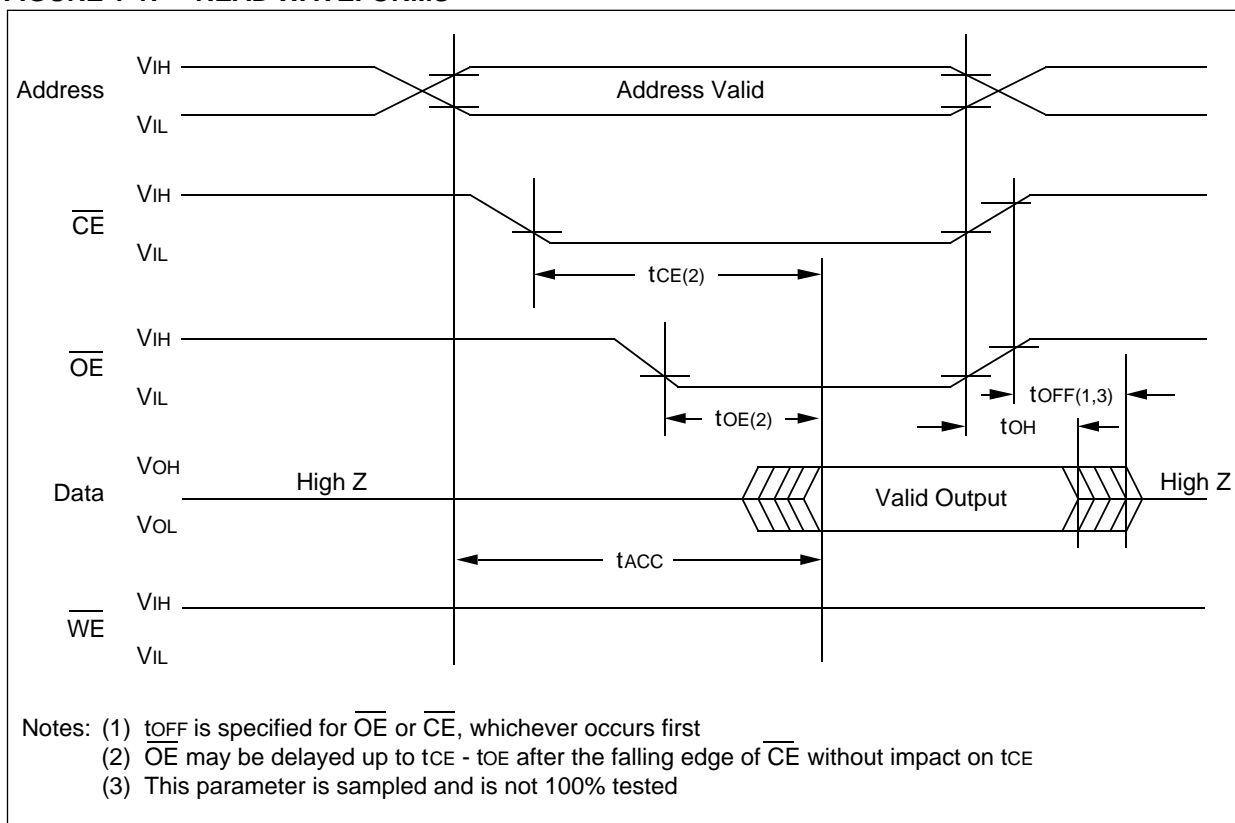 FIGURE 1-1: READ WAVEFORMS
Address
VIH
VIL
Address Valid
CE
VIH
VIL
tCE(2)
OE
VIH
VIL
tOE(2)
tOFF(1,3)
tOH
Data
VOH
VOL
High Z
Valid Output
High Z
tACC
WE
VIH
VIL
Notes: (1) tOFF is specified for OE or CE, whichever occurs first
(2) OE may be delayed up to tCE - tOE after the falling edge of CE without impact on tCE
(3) This parameter is sampled and is not 100% tested